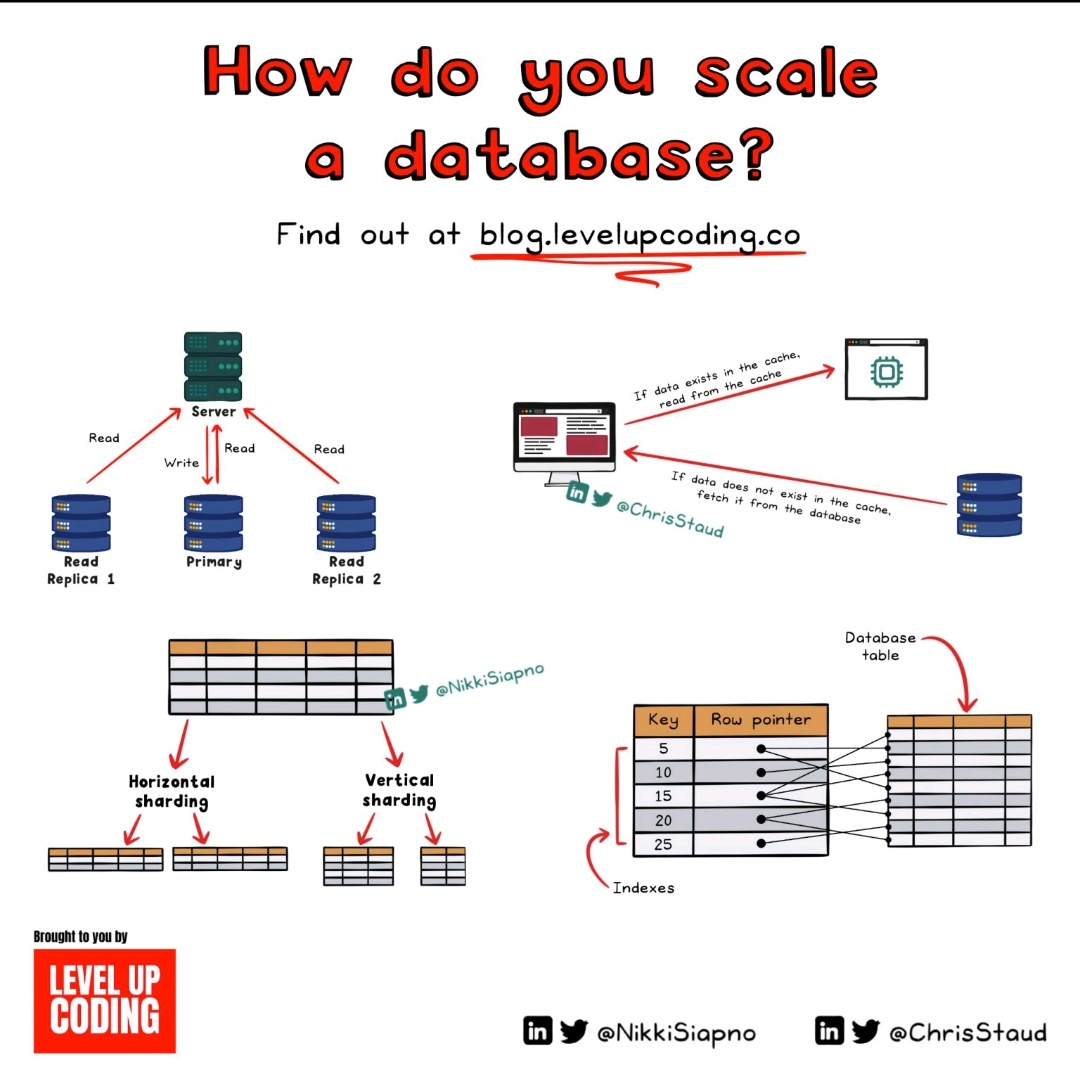 How do you scale
a database?
Find out at blog.levelupcoding.co
Server
Read
Write
Read
Read
Read
Replica 1
Primary
Read
Replica 2
If data exists in the cache,
read from the cache
If data does not exist in the cache,
fetch it from the database
@ChrisStaud
@NikkiSiapno
Horizontal
sharding
Vertical
sharding
Database
table
Key Row pointer
5
10
15
20
25
Indexes
Brought to you by
LEVEL UP
CODING
in @NikkiSiapno in @ChrisStaud